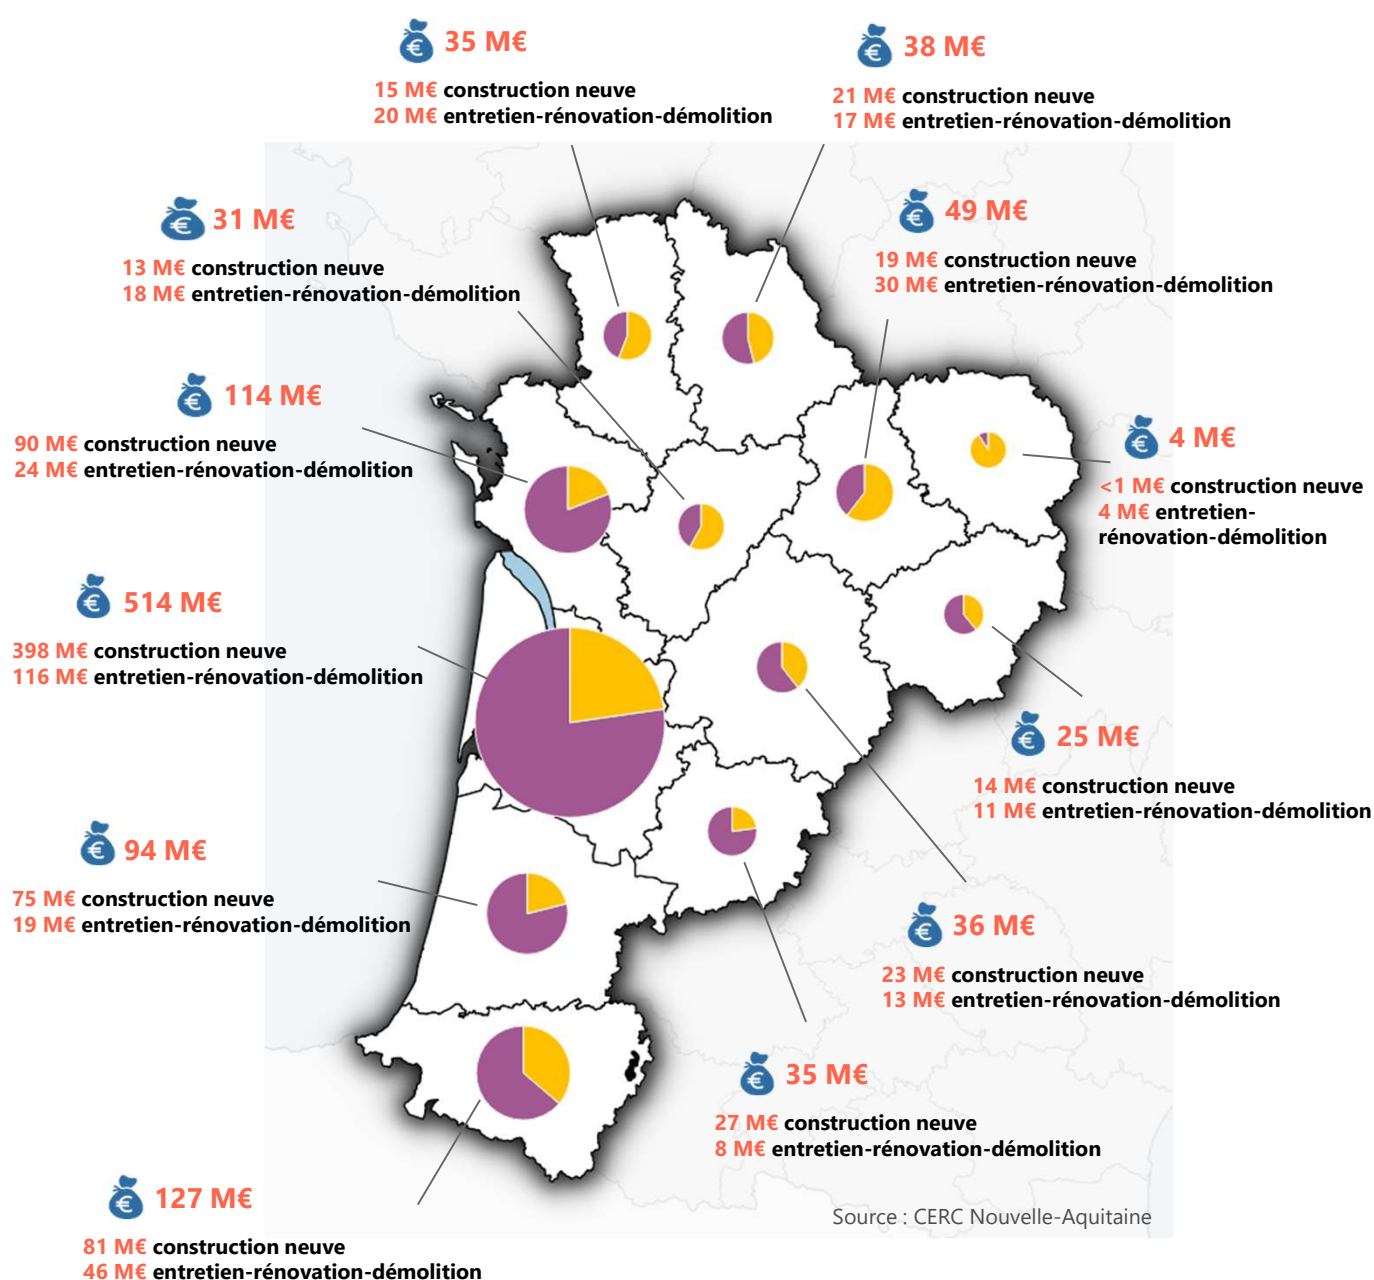 35 M€
15 M€ construction neuve
20 M€ entretien-rénovation-démolition
38 M€
21 M€ construction neuve
17 M€ entretien-rénovation-démolition
31 M€
13 M€ construction neuve
18 M€ entretien-rénovation-démolition
49 M€
19 M€ construction neuve
30 M€ entretien-rénovation-démolition
114 M€
90 M€ construction neuve
24 M€ entretien-rénovation-démolition
4 M€
<1 M€ construction neuve
4 M€ entretien-
rénovation-démolition
514 M€
398 M€ construction neuve
116 M€ entretien-rénovation-démolition
25 M€
14 M€ construction neuve
11 M€ entretien-rénovation-démolition
94 M€
75 M€ construction neuve
19 M€ entretien-rénovation-démolition
36 M€
23 M€ construction neuve
13 M€ entretien-rénovation-démolition
35 M€
27 M€ construction neuve
8 M€ entretien-rénovation-démolition
127 M€
81 M€ construction neuve
46 M€ entretien-rénovation-démolition
Source : CERC Nouvelle-Aquitaine